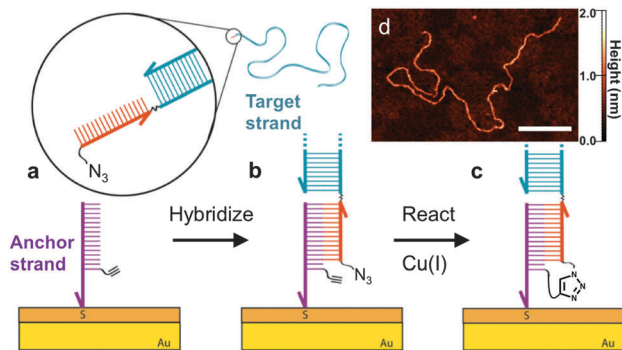 d
2.0
1.0
0.0
Height (nm)
Target
strand
N3
a
b
c
Hybridize
React
Cu(I)
Anchor
strand
N3
N
N
N
S
Au
S
Au
S
Au